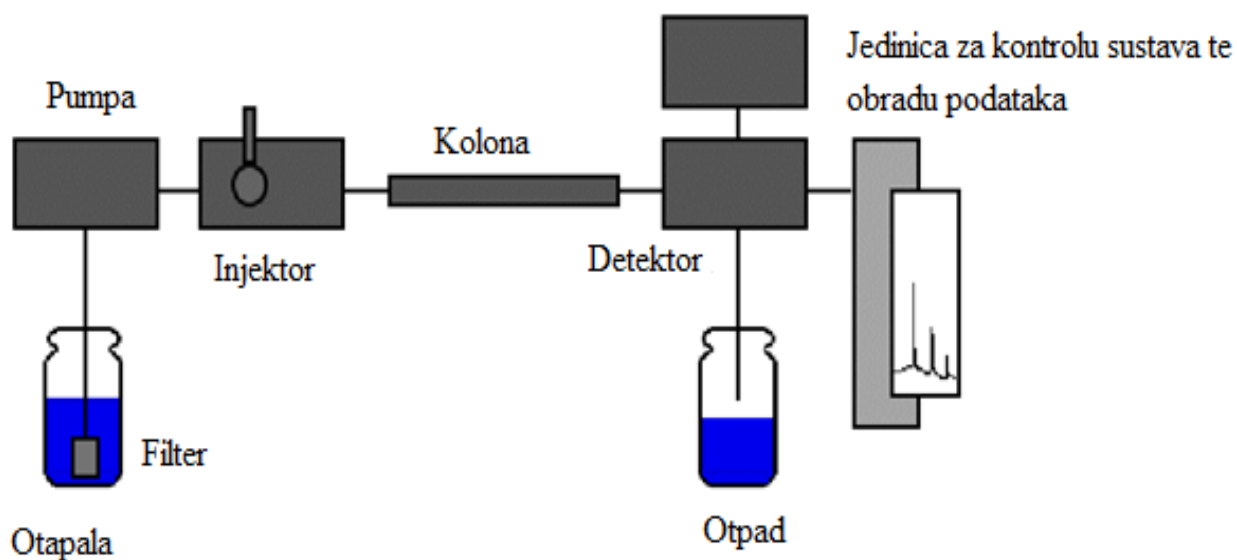 Jedinica za kontrolu sustava te
obradu podataka
Pumpa
Kolona
Injektor
Detektor
Filter
Otapala
Otpad